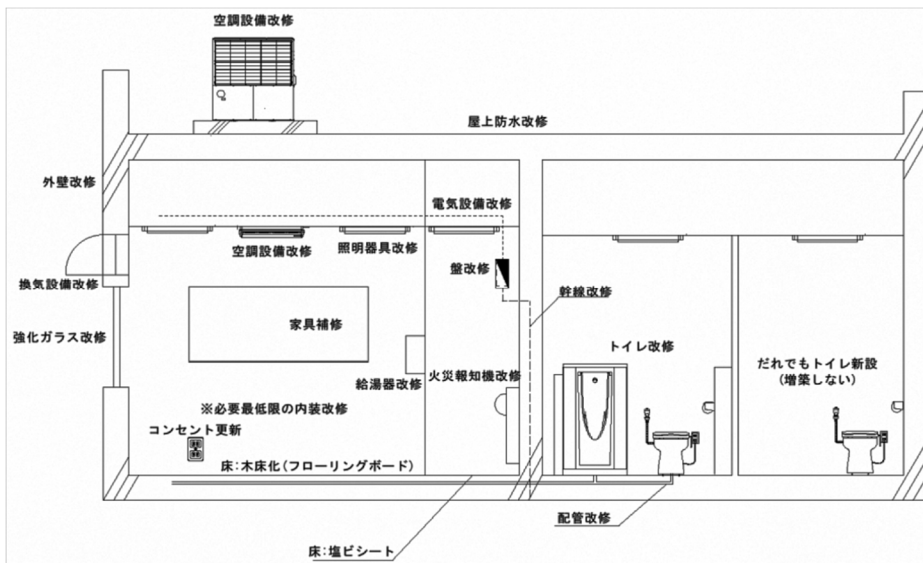 空調設備改修
屋上防水改修
外壁改修
電気設備改修
空調設備改修
照明器具改修
盤改修
換気設備改修
幹線改修
家具補修
強化ガラス改修
トイレ改修
だれでもトイレ新設
(増築しない)
給湯器改修
火災報知機改修
※必要最低限の内装改修
コンセント更新
床:木床化(フローリングボード)
配管改修
床:塩ビシート